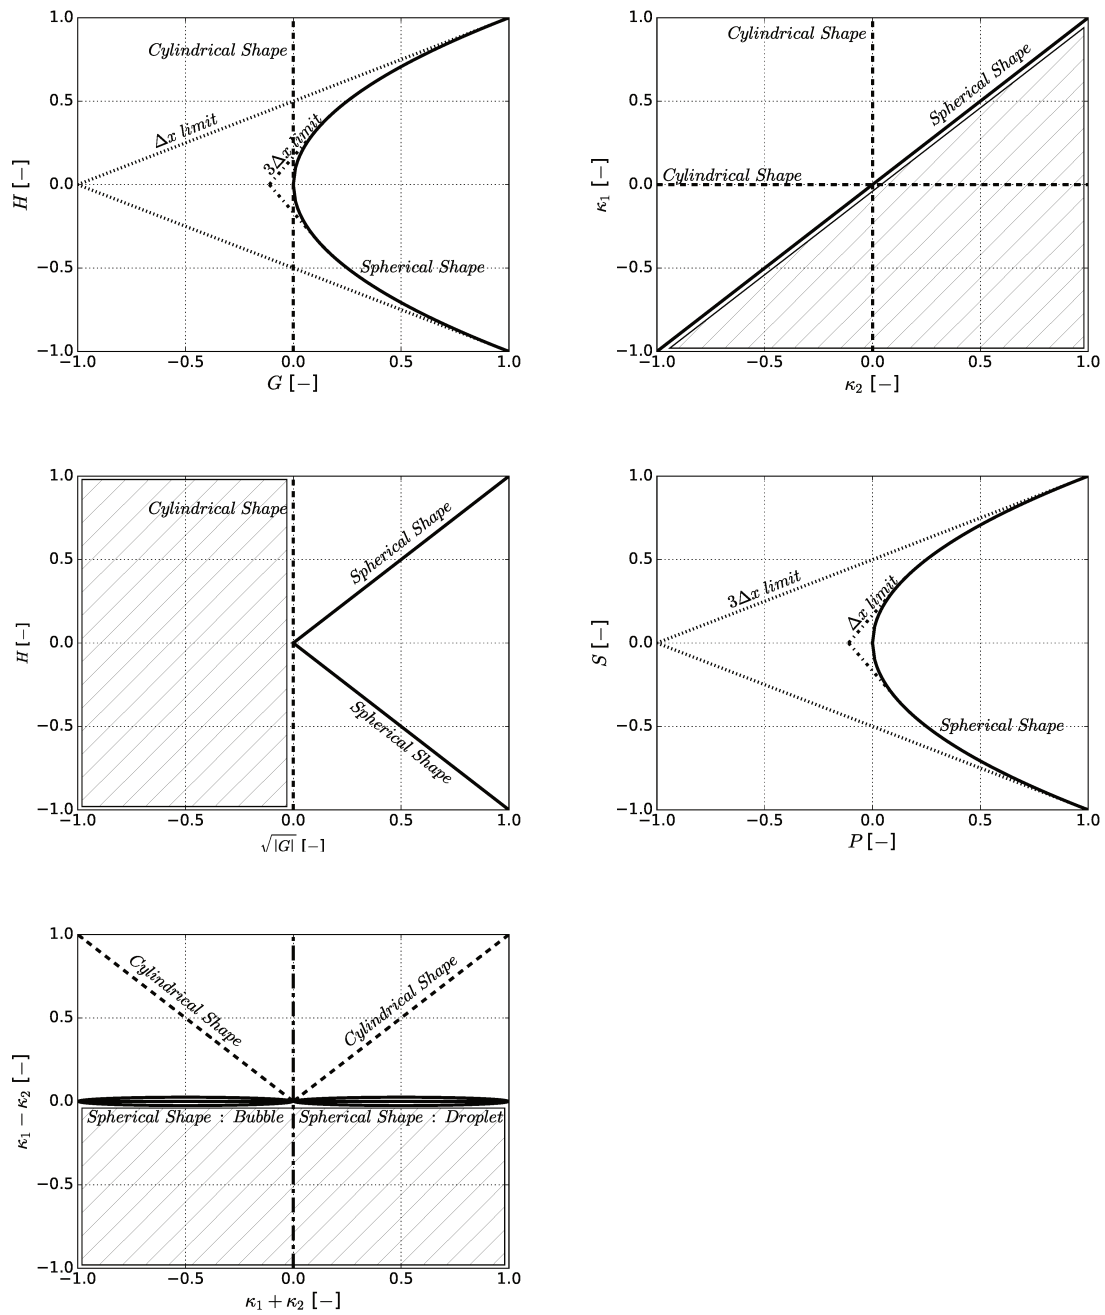 1.0
Cylindrical Shape
0.5
Δx limit
3Δx limit
H [−]
0.0
−0.5
Spherical Shape
−1.0
−1.0 −0.5 0.0 0.5 1.0
G [−]
1.0
Cylindrical Shape
Spherical Shape
0.5
κ1 [−]
0.0
Cylindrical Shape
−0.5
−1.0
−1.0 −0.5 0.0 0.5 1.0
κ2 [−]
1.0
Cylindrical Shape
Spherical Shape
0.5
H [−]
0.0
−0.5
Spherical Shape
−1.0
−1.0 −0.5 0.0 0.5 1.0
√|G| [−]
1.0
0.5
3Δx limit
Δx limit
S [−]
0.0
−0.5
Spherical Shape
−1.0
−1.0 −0.5 0.0 0.5 1.0
P [−]
1.0
Cylindrical Shape
Cylindrical Shape
0.5
κ1 − κ2 [−]
0.0
Spherical Shape : Bubble
Spherical Shape : Droplet
−0.5
−1.0
−1.0 −0.5 0.0 0.5 1.0
κ1 + κ2 [−]